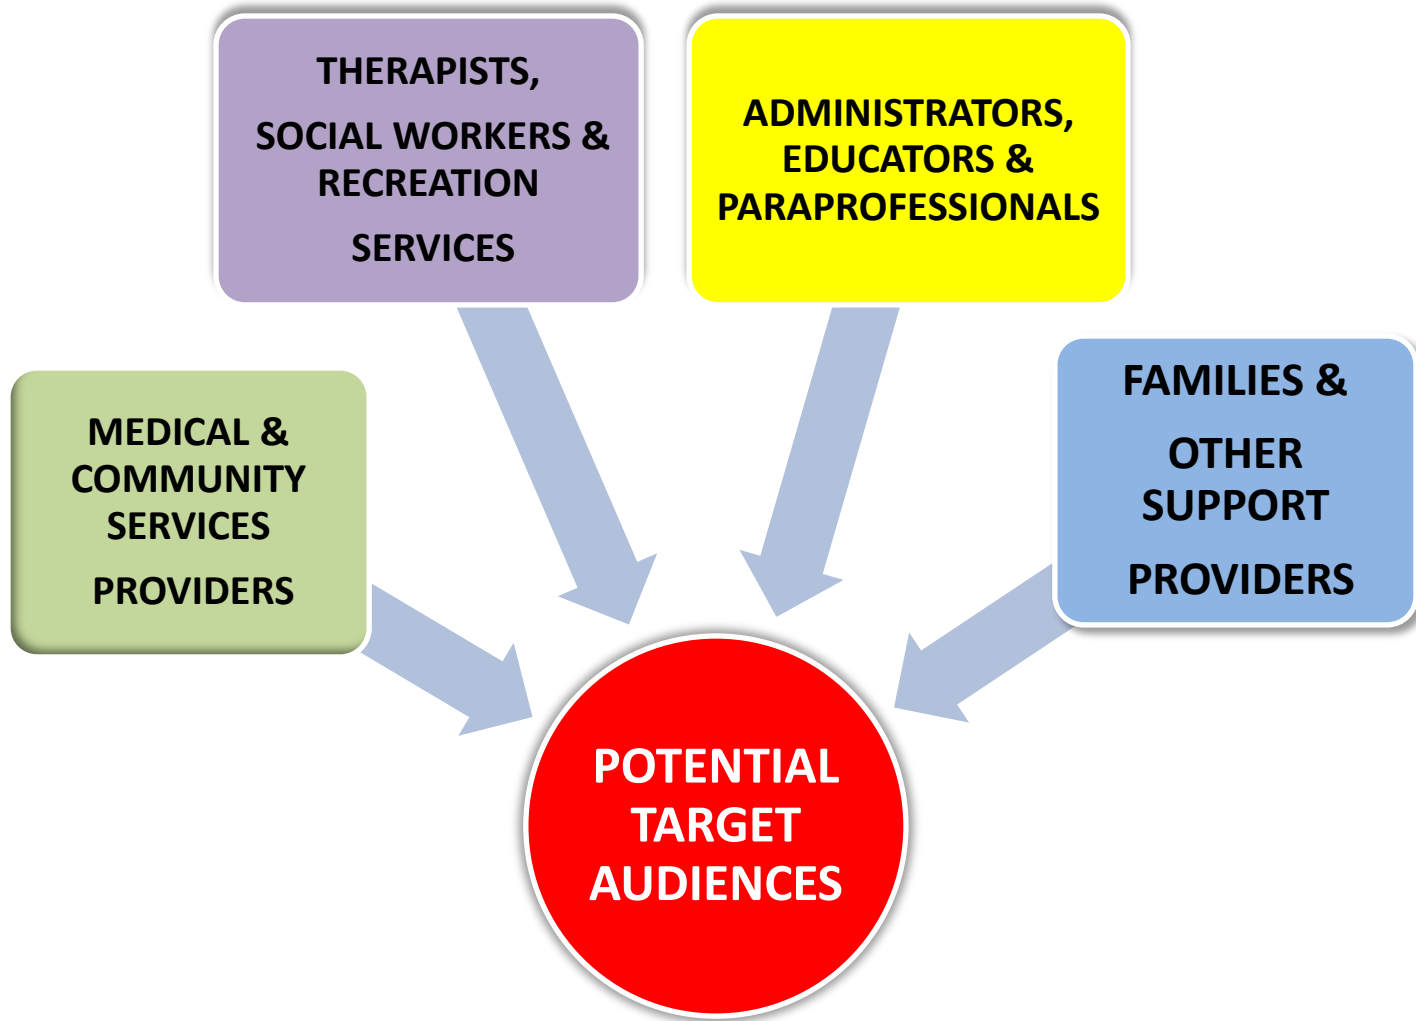 THERAPISTS,
SOCIAL WORKERS &
RECREATION
SERVICES
ADMINISTRATORS,
EDUCATORS &
PARAPROFESSIONALS
MEDICAL &
COMMUNITY
SERVICES
PROVIDERS
FAMILIES &
OTHER
SUPPORT
PROVIDERS
POTENTIAL
TARGET
AUDIENCES